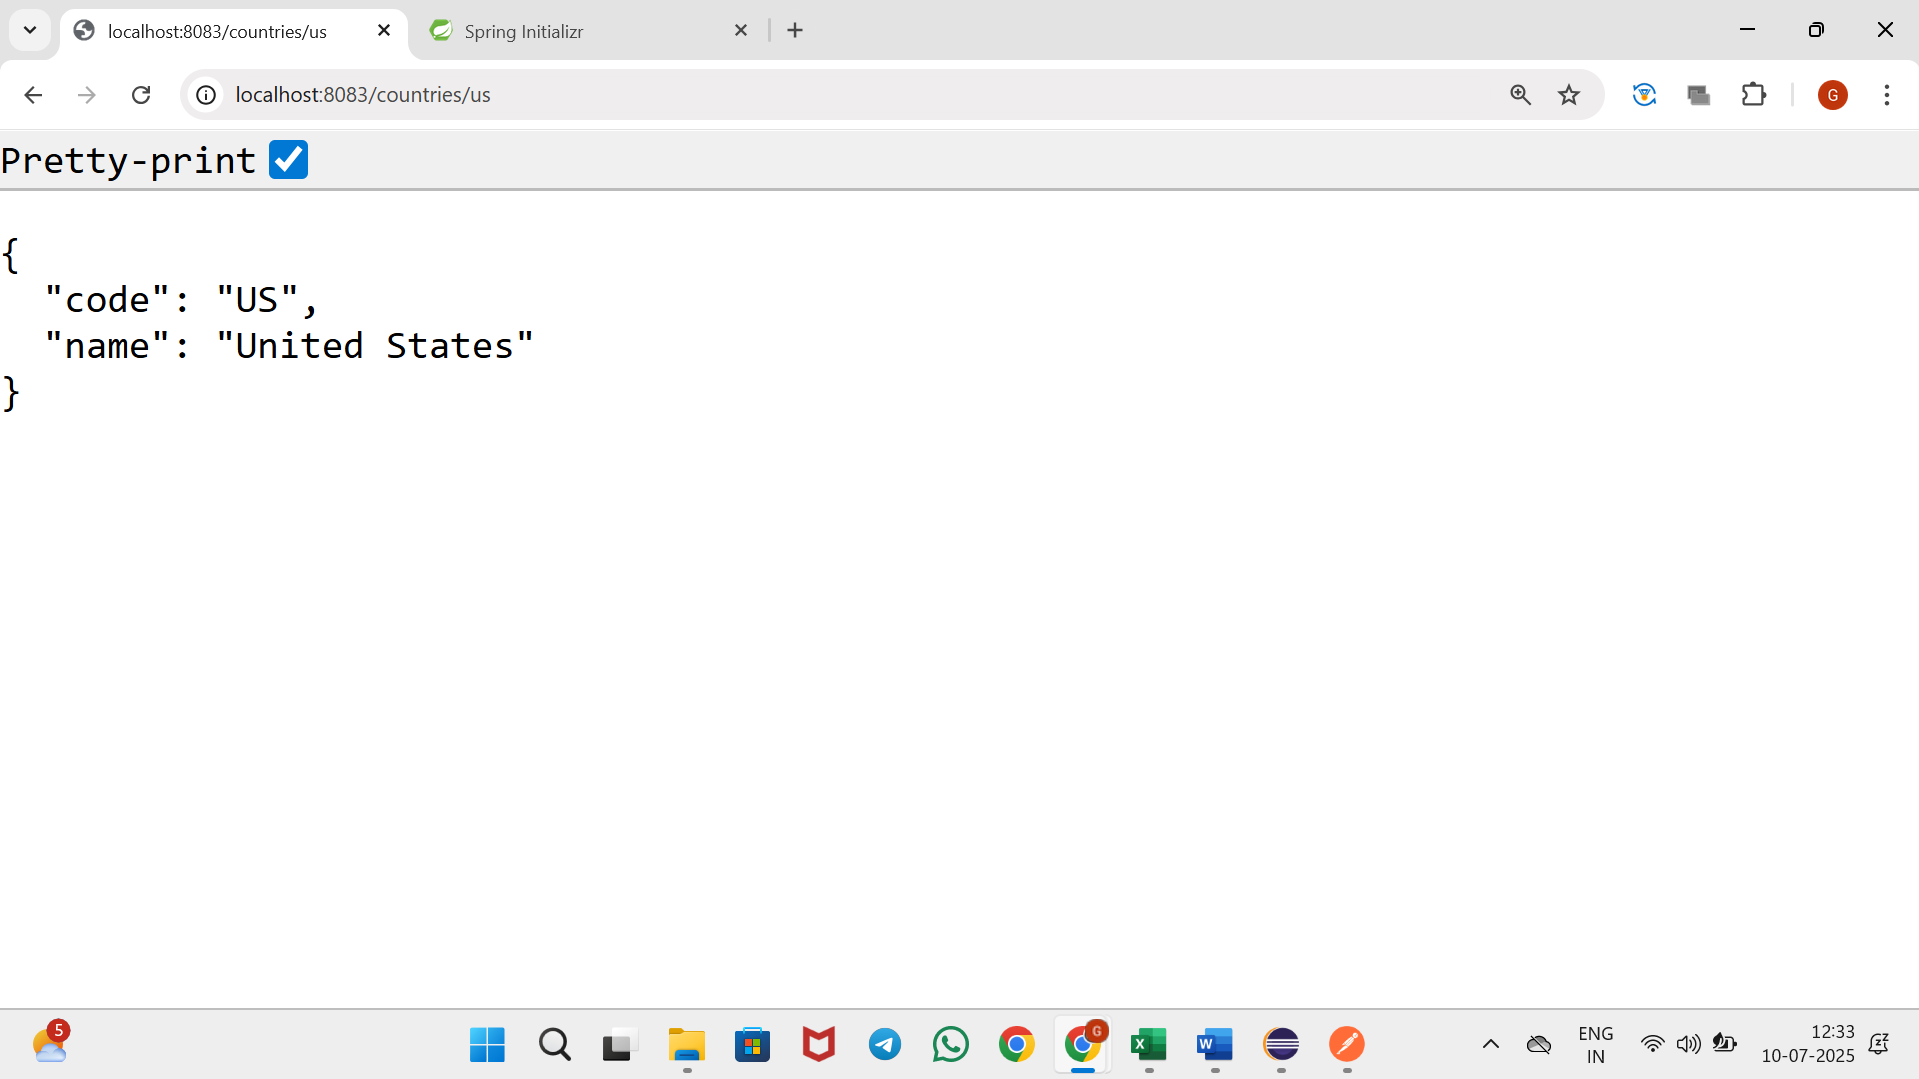 localhost:8083/countries/us
Spring Initializr
localhost:8083/countries/us
G
Pretty-print
{
"code": "US",
"name": "United States"
}
5
G
X
W
ENG
IN
12:33
10-07-2025